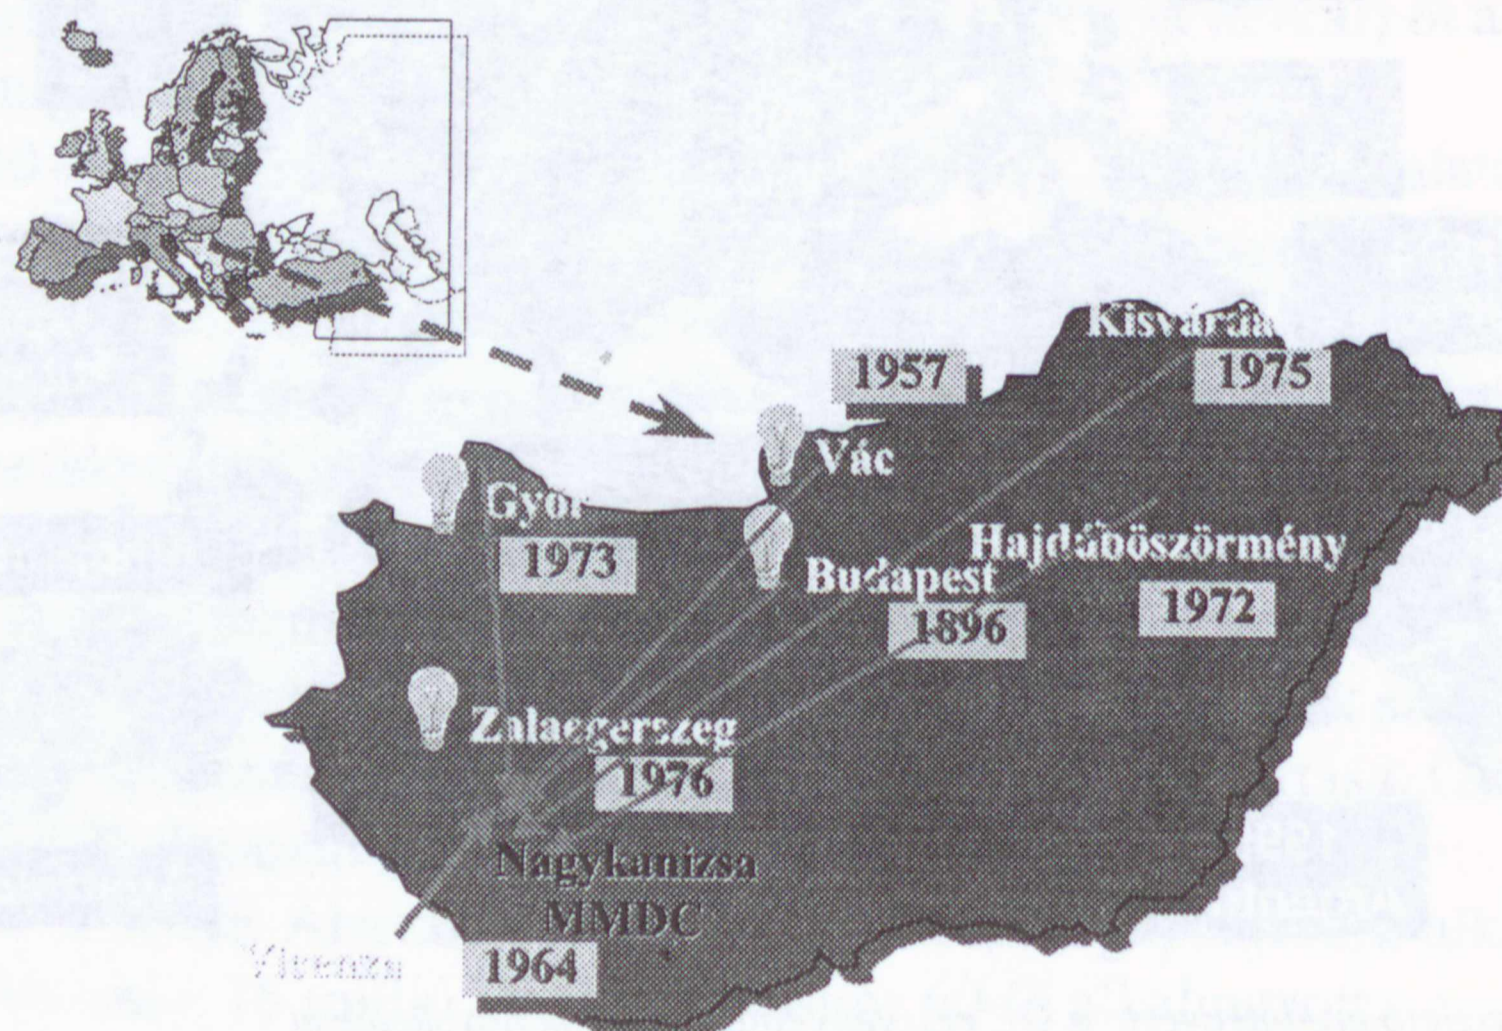 Kisvárda
1957
1975
Vác
Győr
1973
Hajdúböszörmény
Budapest
1972
1896
Zalaegerszeg
1976
Nagykanizsa
MMDC
1964